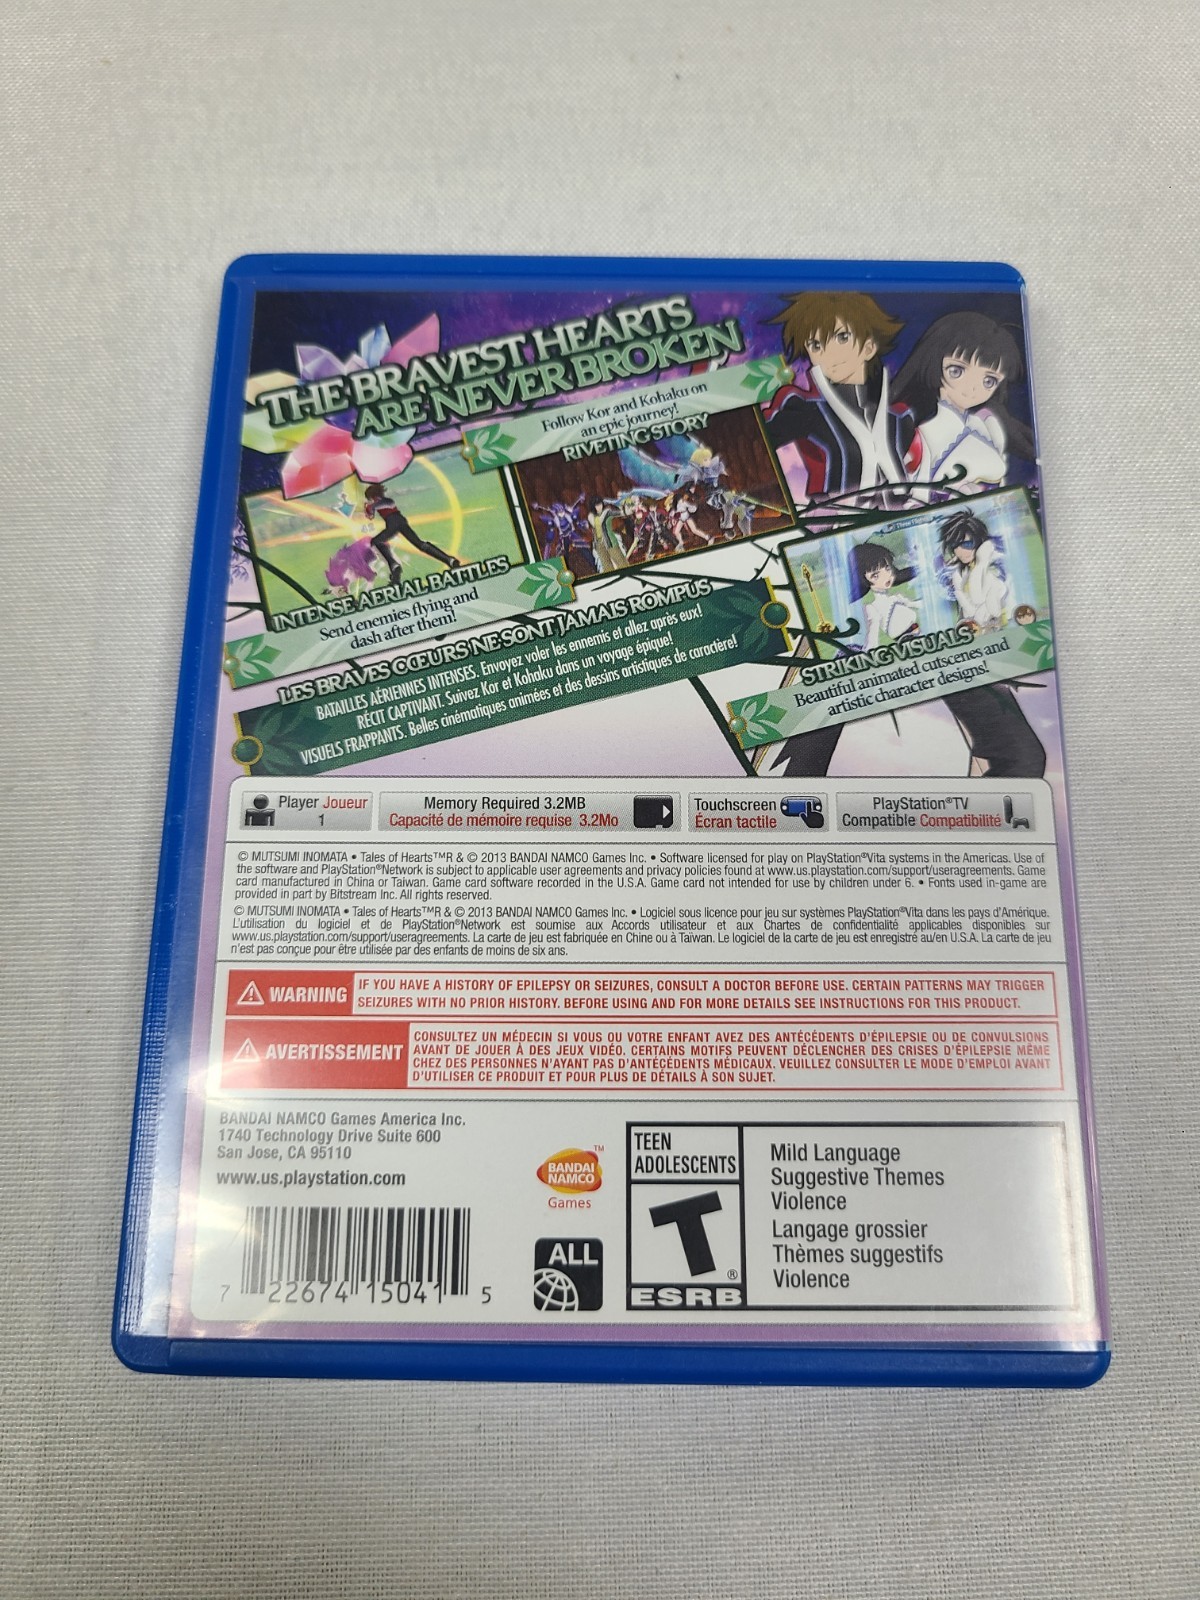 THE BRAVEST HEARTS
ARE NEVER BROKEN
Follow Kor and Kohaku on
an epic journey!
RIVETING STORY
INTENSE AERIAL BATTLES
Send enemies flying and
dash after them!
LES BRAVES CŒURS NE SONT JAMAIS ROMPUS
BATAILLES AÉRIENNES INTENSES. Envoyez voler les ennemis et allez après eux!
RÉCIT CAPTIVANT. Suivez Kor et Kohaku dans un voyage épique!
VISUELS FRAPPANTS. Belles cinématiques animées et des dessins artistiques de caractère!
STRIKING VISUALS
Beautiful animated cutscenes and
artistic character designs!
Player Joueur
1
Memory Required 3.2MB
Capacité de mémoire requise 3.2Mo
Touchscreen
Écran tactile
PlayStation®TV
Compatible Compatibilité
© MUTSUMI INOMATA • Tales of Hearts™R & © 2013 BANDAI NAMCO Games Inc. • Software licensed for play on PlayStation®Vita systems in the Americas. Use of
the software and PlayStation®Network is subject to applicable user agreements and privacy policies found at www.us.playstation.com/support/useragreements. Game
card manufactured in China or Taiwan. Game card software recorded in the U.S.A. Game card not intended for use by children under 6. • Fonts used in-game are
provided in part by Bitstream Inc. All rights reserved.
© MUTSUMI INOMATA • Tales of Hearts™R & © 2013 BANDAI NAMCO Games Inc. • Logiciel sous licence pour jeu sur systèmes PlayStation®Vita dans les pays d'Amérique.
L'utilisation du logiciel et de PlayStation®Network est soumise aux Accords utilisateur et aux Chartes de confidentialité applicables disponibles sur
www.us.playstation.com/support/useragreements. La carte de jeu est fabriquée en Chine ou à Taïwan. Le logiciel de la carte de jeu est enregistré au/en U.S.A. La carte de jeu
n'est pas conçue pour être utilisée par des enfants de moins de six ans.
WARNING
IF YOU HAVE A HISTORY OF EPILEPSY OR SEIZURES, CONSULT A DOCTOR BEFORE USE. CERTAIN PATTERNS MAY TRIGGER
SEIZURES WITH NO PRIOR HISTORY. BEFORE USING AND FOR MORE DETAILS SEE INSTRUCTIONS FOR THIS PRODUCT.
AVERTISSEMENT
CONSULTEZ UN MÉDECIN SI VOUS OU VOTRE ENFANT AVEZ DES ANTÉCÉDENTS D'ÉPILEPSIE OU DE CONVULSIONS
AVANT DE JOUER À DES JEUX VIDÉO. CERTAINS MOTIFS PEUVENT DÉCLENCHER DES CRISES D'ÉPILEPSIE MÊME
CHEZ DES PERSONNES N'AYANT PAS D'ANTÉCÉDENTS MÉDICAUX. VEUILLEZ CONSULTER LE MODE D'EMPLOI AVANT
D'UTILISER CE PRODUIT ET POUR PLUS DE DÉTAILS À SON SUJET.
BANDAI NAMCO Games America Inc.
1740 Technology Drive Suite 600
San Jose, CA 95110
www.us.playstation.com
BANDAI
NAMCO
™
Games
ALL
7 22674 15041 5
TEEN
ADOLESCENTS
T
®
ESRB
Mild Language
Suggestive Themes
Violence
Langage grossier
Thèmes suggestifs
Violence